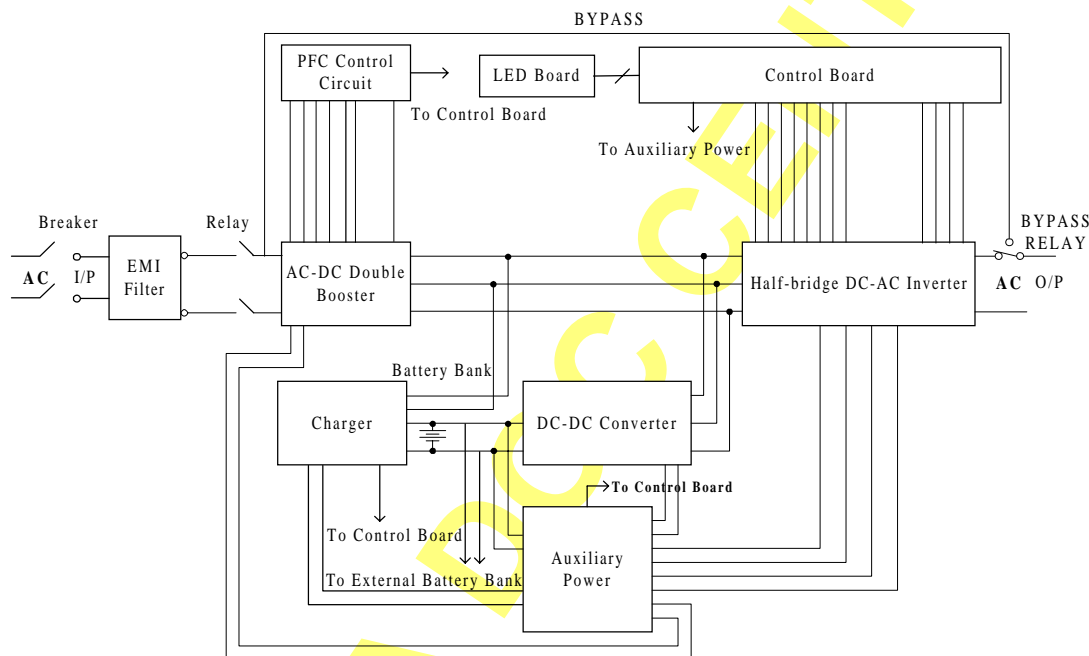 BYPASS
PFC Control
Circuit
LED Board
Control Board
To Control Board
To Auxiliary Power
Breaker
Relay
BYPASS
RELAY
AC I/P
EMI
Filter
AC-DC Double
Booster
Half-bridge DC-AC Inverter
AC O/P
Battery Bank
Charger
DC-DC Converter
To Control Board
To Control Board
To External Battery Bank
Auxiliary
Power
DCC CE